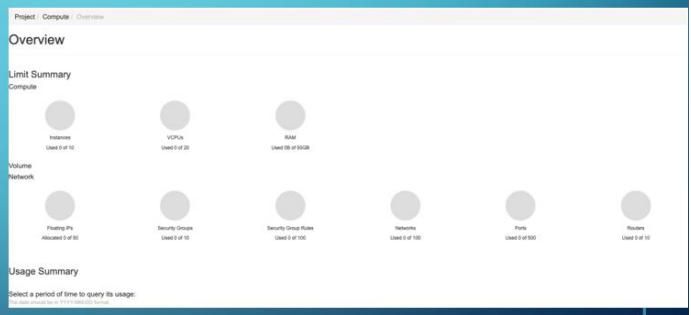 Project / Compute / Overview
Overview
Limit Summary
Compute
Instances
Used 0 of 10
VCPUs
Used 0 of 20
RAM
Used 0B of 50GB
Volume
Network
Floating IPs
Allocated 0 of 50
Security Groups
Used 0 of 10
Security Group Rules
Used 0 of 100
Networks
Used 0 of 100
Ports
Used 0 of 500
Routers
Used 0 of 10
Usage Summary
Select a period of time to query its usage:
The date should be in YYYY-MM-DD format.